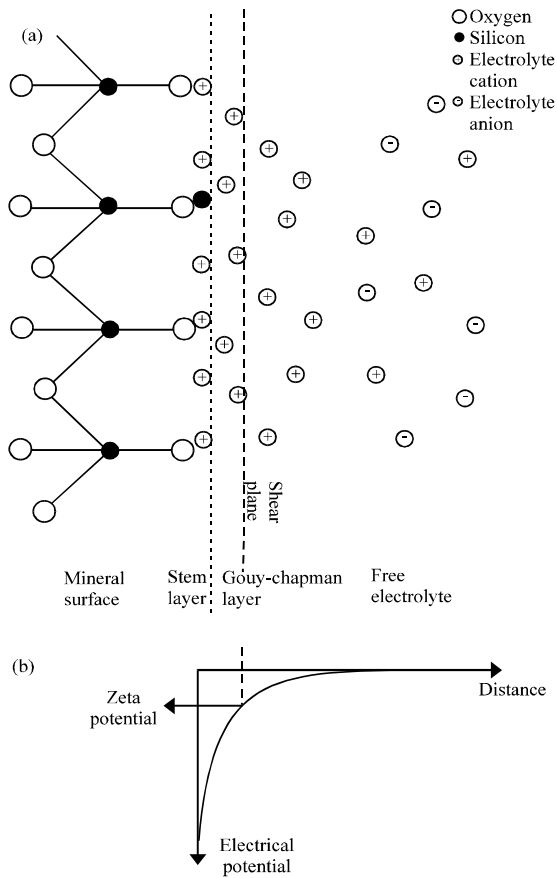 (a)
Oxygen
Silicon
Electrolyte
cation
Electrolyte
anion
Shear
plane
Mineral
surface
Stem
layer
Gouy-chapman
layer
Free
electrolyte
(b)
Zeta
potential
Distance
Electrical
potential